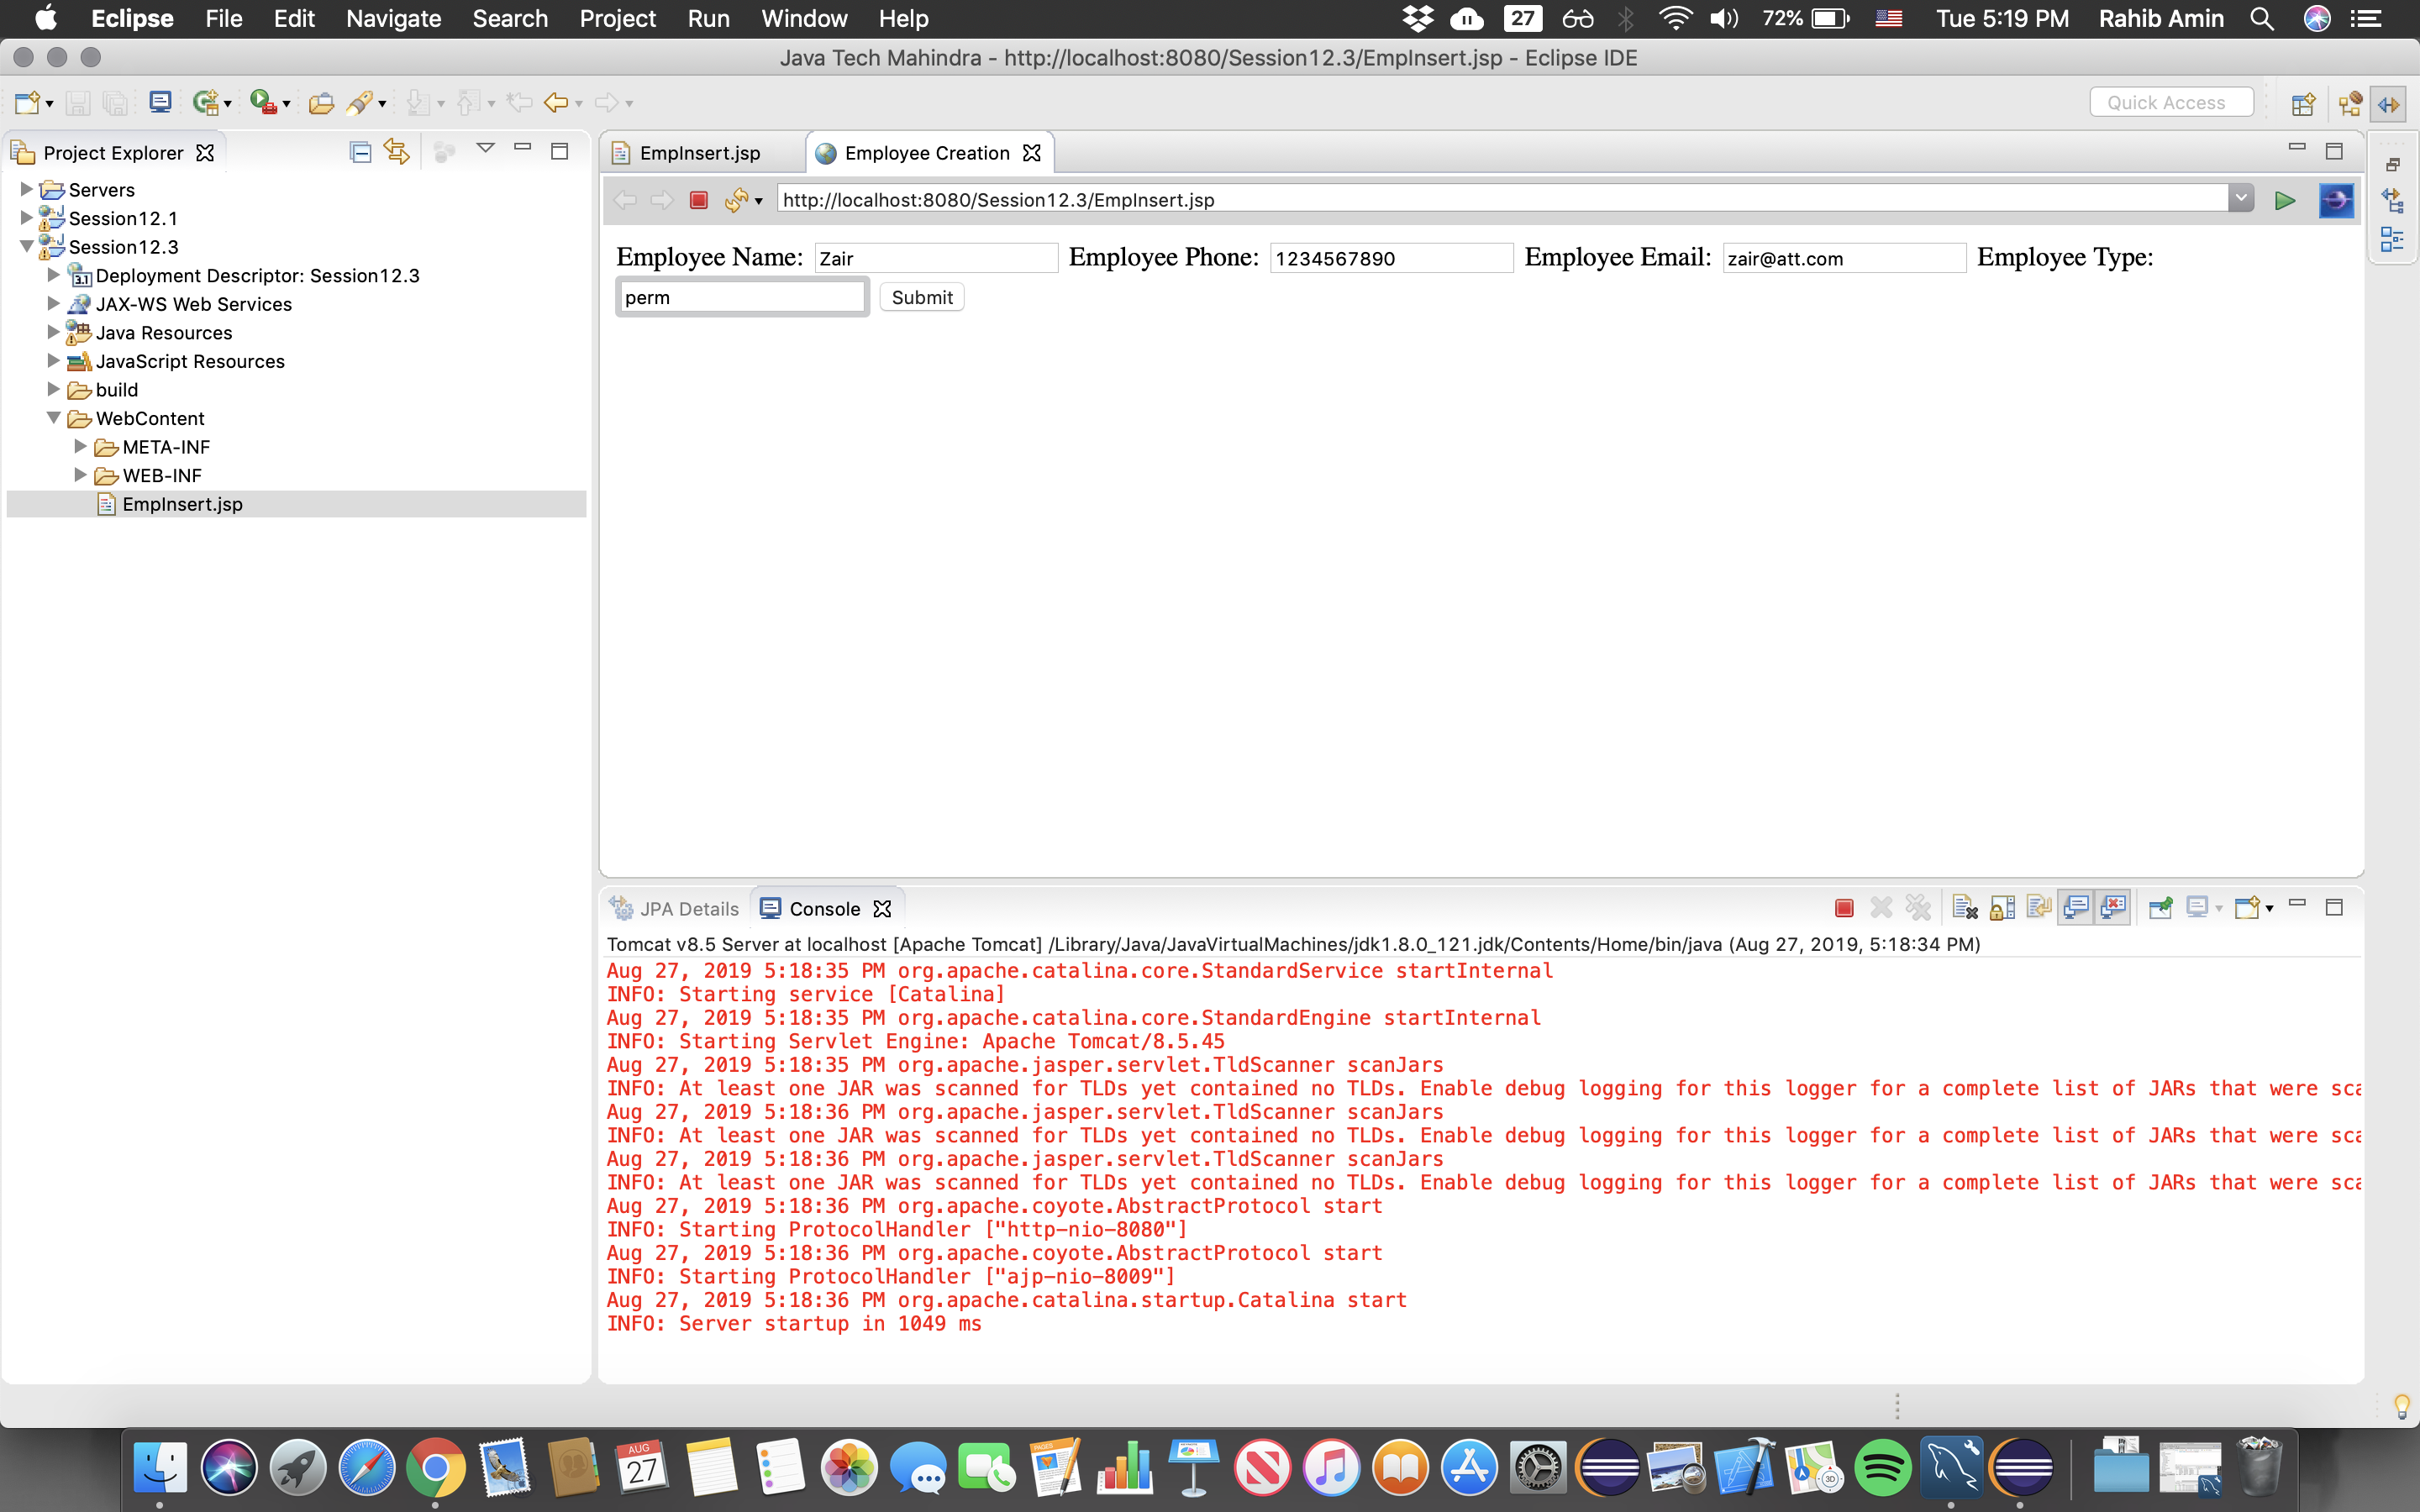 Eclipse File Edit Navigate Search Project Run Window Help 27 72% Tue 5:19 PM Rahib Amin
Java Tech Mahindra - http://localhost:8080/Session12.3/EmpInsert.jsp - Eclipse IDE
Quick Access
Project Explorer
Servers
Session12.1
Session12.3
3.1 Deployment Descriptor: Session12.3
JAX-WS Web Services
Java Resources
JavaScript Resources
build
WebContent
META-INF
WEB-INF
EmpInsert.jsp
EmpInsert.jsp Employee Creation
http://localhost:8080/Session12.3/EmpInsert.jsp
Employee Name: Zair Employee Phone: 1234567890 Employee Email: zair@att.com Employee Type:
perm Submit
JPA Details Console
Tomcat v8.5 Server at localhost [Apache Tomcat] /Library/Java/JavaVirtualMachines/jdk1.8.0_121.jdk/Contents/Home/bin/java (Aug 27, 2019, 5:18:34 PM)
Aug 27, 2019 5:18:35 PM org.apache.catalina.core.StandardService startInternal
INFO: Starting service [Catalina]
Aug 27, 2019 5:18:35 PM org.apache.catalina.core.StandardEngine startInternal
INFO: Starting Servlet Engine: Apache Tomcat/8.5.45
Aug 27, 2019 5:18:35 PM org.apache.jasper.servlet.TldScanner scanJars
INFO: At least one JAR was scanned for TLDs yet contained no TLDs. Enable debug logging for this logger for a complete list of JARs that were sca
Aug 27, 2019 5:18:36 PM org.apache.jasper.servlet.TldScanner scanJars
INFO: At least one JAR was scanned for TLDs yet contained no TLDs. Enable debug logging for this logger for a complete list of JARs that were sca
Aug 27, 2019 5:18:36 PM org.apache.jasper.servlet.TldScanner scanJars
INFO: At least one JAR was scanned for TLDs yet contained no TLDs. Enable debug logging for this logger for a complete list of JARs that were sca
Aug 27, 2019 5:18:36 PM org.apache.coyote.AbstractProtocol start
INFO: Starting ProtocolHandler ["http-nio-8080"]
Aug 27, 2019 5:18:36 PM org.apache.coyote.AbstractProtocol start
INFO: Starting ProtocolHandler ["ajp-nio-8009"]
Aug 27, 2019 5:18:36 PM org.apache.catalina.startup.Catalina start
INFO: Server startup in 1049 ms
AUG
27
PAGES
3D